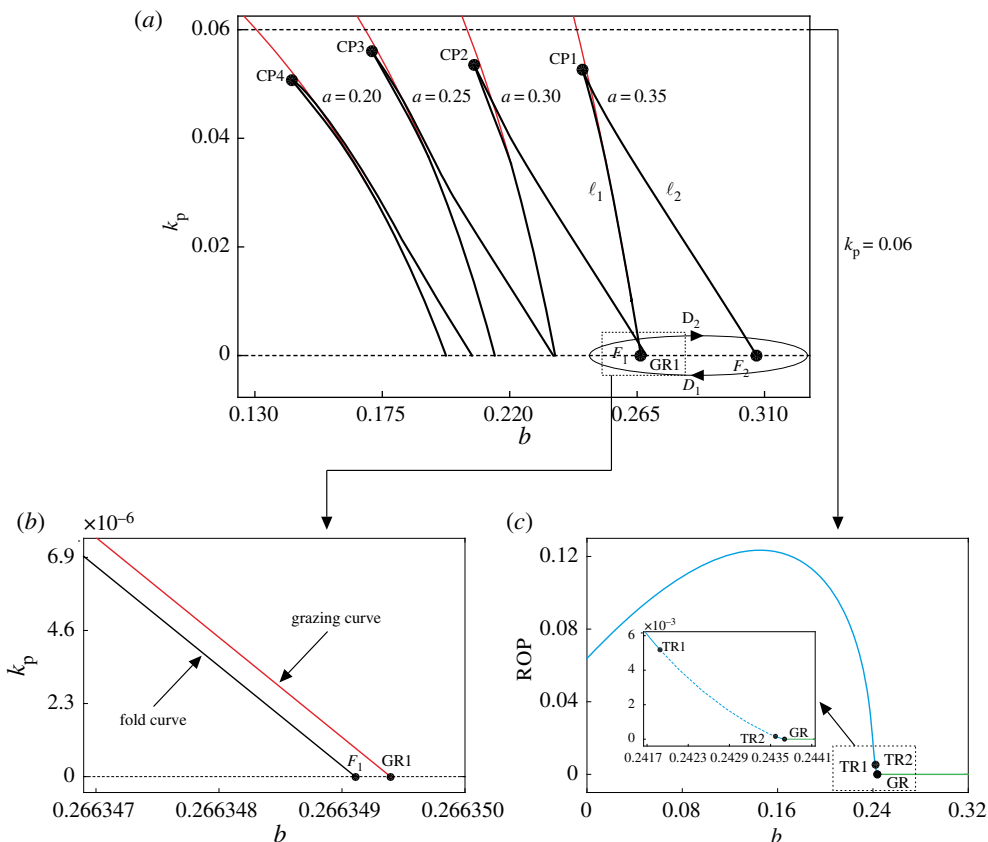 (a)
0.06
0.04
0.02
0
k_p
CP4
CP3
CP2
CP1
a = 0.20
a = 0.25
a = 0.30
a = 0.35
ℓ_1
ℓ_2
k_p = 0.06
D_2
F_1
GR1
F_2
D_1
0.130
0.175
0.220
0.265
0.310
b
(b)
×10^−6
6.9
4.6
2.3
0
k_p
grazing curve
fold curve
F_1
GR1
0.266347
0.266348
0.266349
0.266350
b
(c)
0.12
0.08
0.04
0
ROP
×10^−3
6
4
2
0
TR1
TR2
GR
0.2417
0.2423
0.2429
0.2435
0.2441
TR1
TR2
GR
0
0.08
0.16
0.24
0.32
b